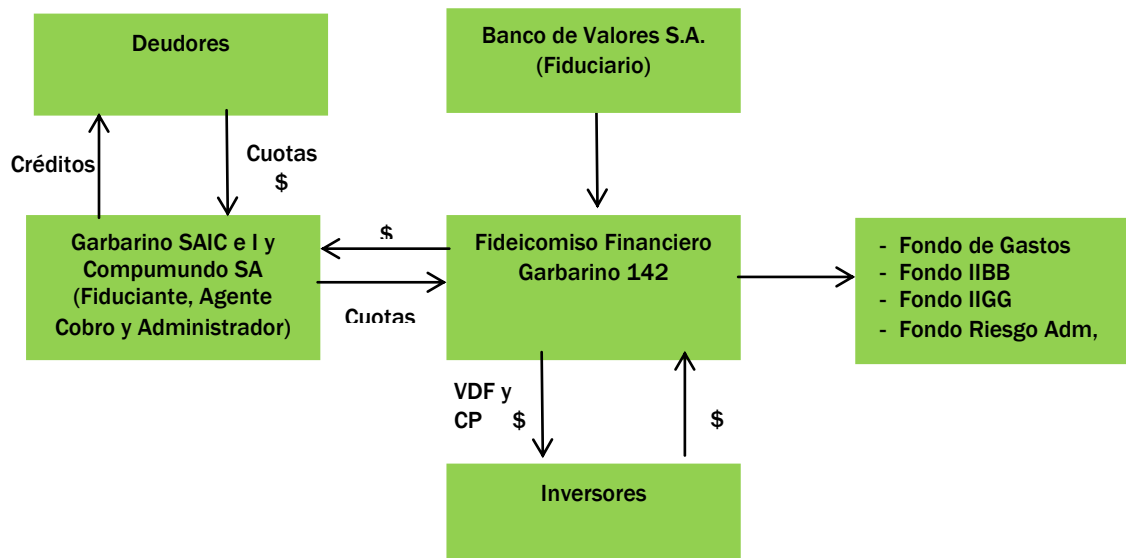 Deudores
Banco de Valores S.A.
(Fiduciario)
Créditos
Cuotas
$
Garbarino SAIC e I y
Compumundo SA
(Fiduciante, Agente
Cobro y Administrador)
$
Cuotas
Fideicomiso Financiero
Garbarino 142
- Fondo de Gastos
- Fondo IIBB
- Fondo IIGG
- Fondo Riesgo Adm,
VDF y
CP $
$
Inversores